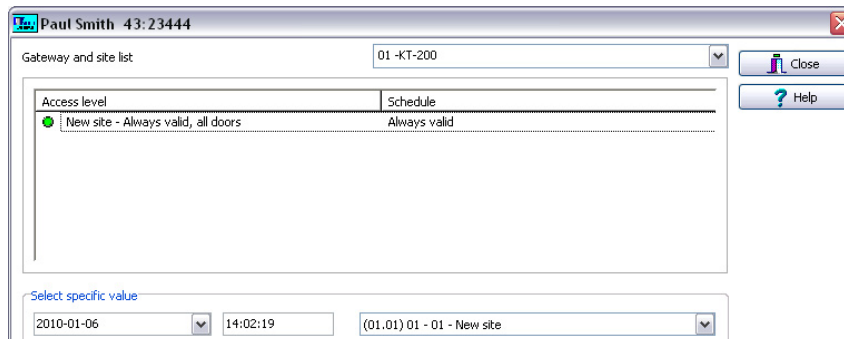 Paul Smith 43:23444
Gateway and site list
01 -KT-200
Close
Help
Access level Schedule
New site - Always valid, all doors Always valid
Select specific value
2010-01-06 14:02:19 (01.01) 01 - 01 - New site